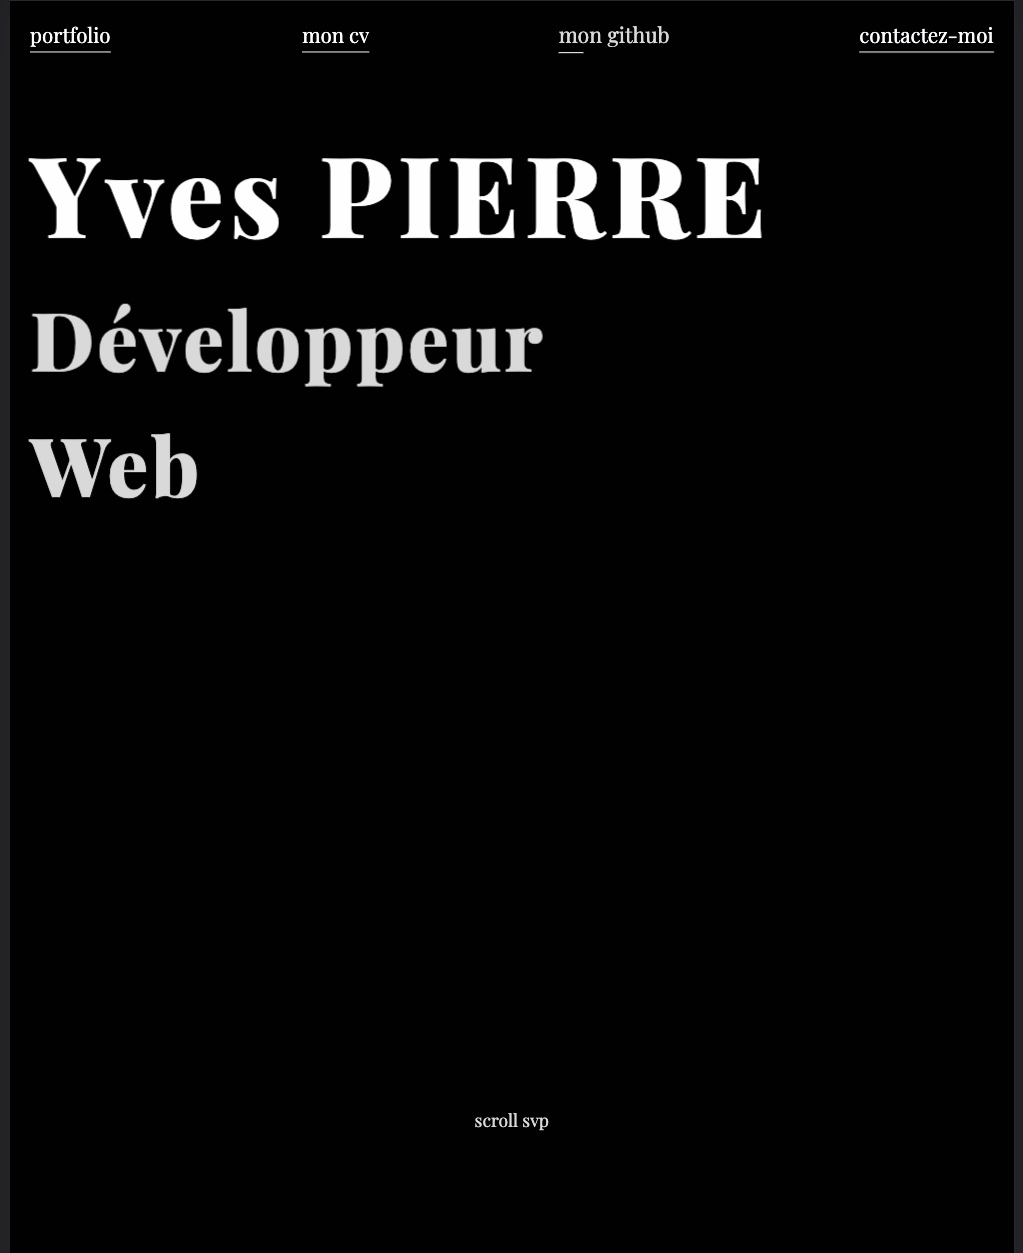 portfolio mon cv mon github contactez-moi
Yves PIERRE
Développeur
Web
scroll svp